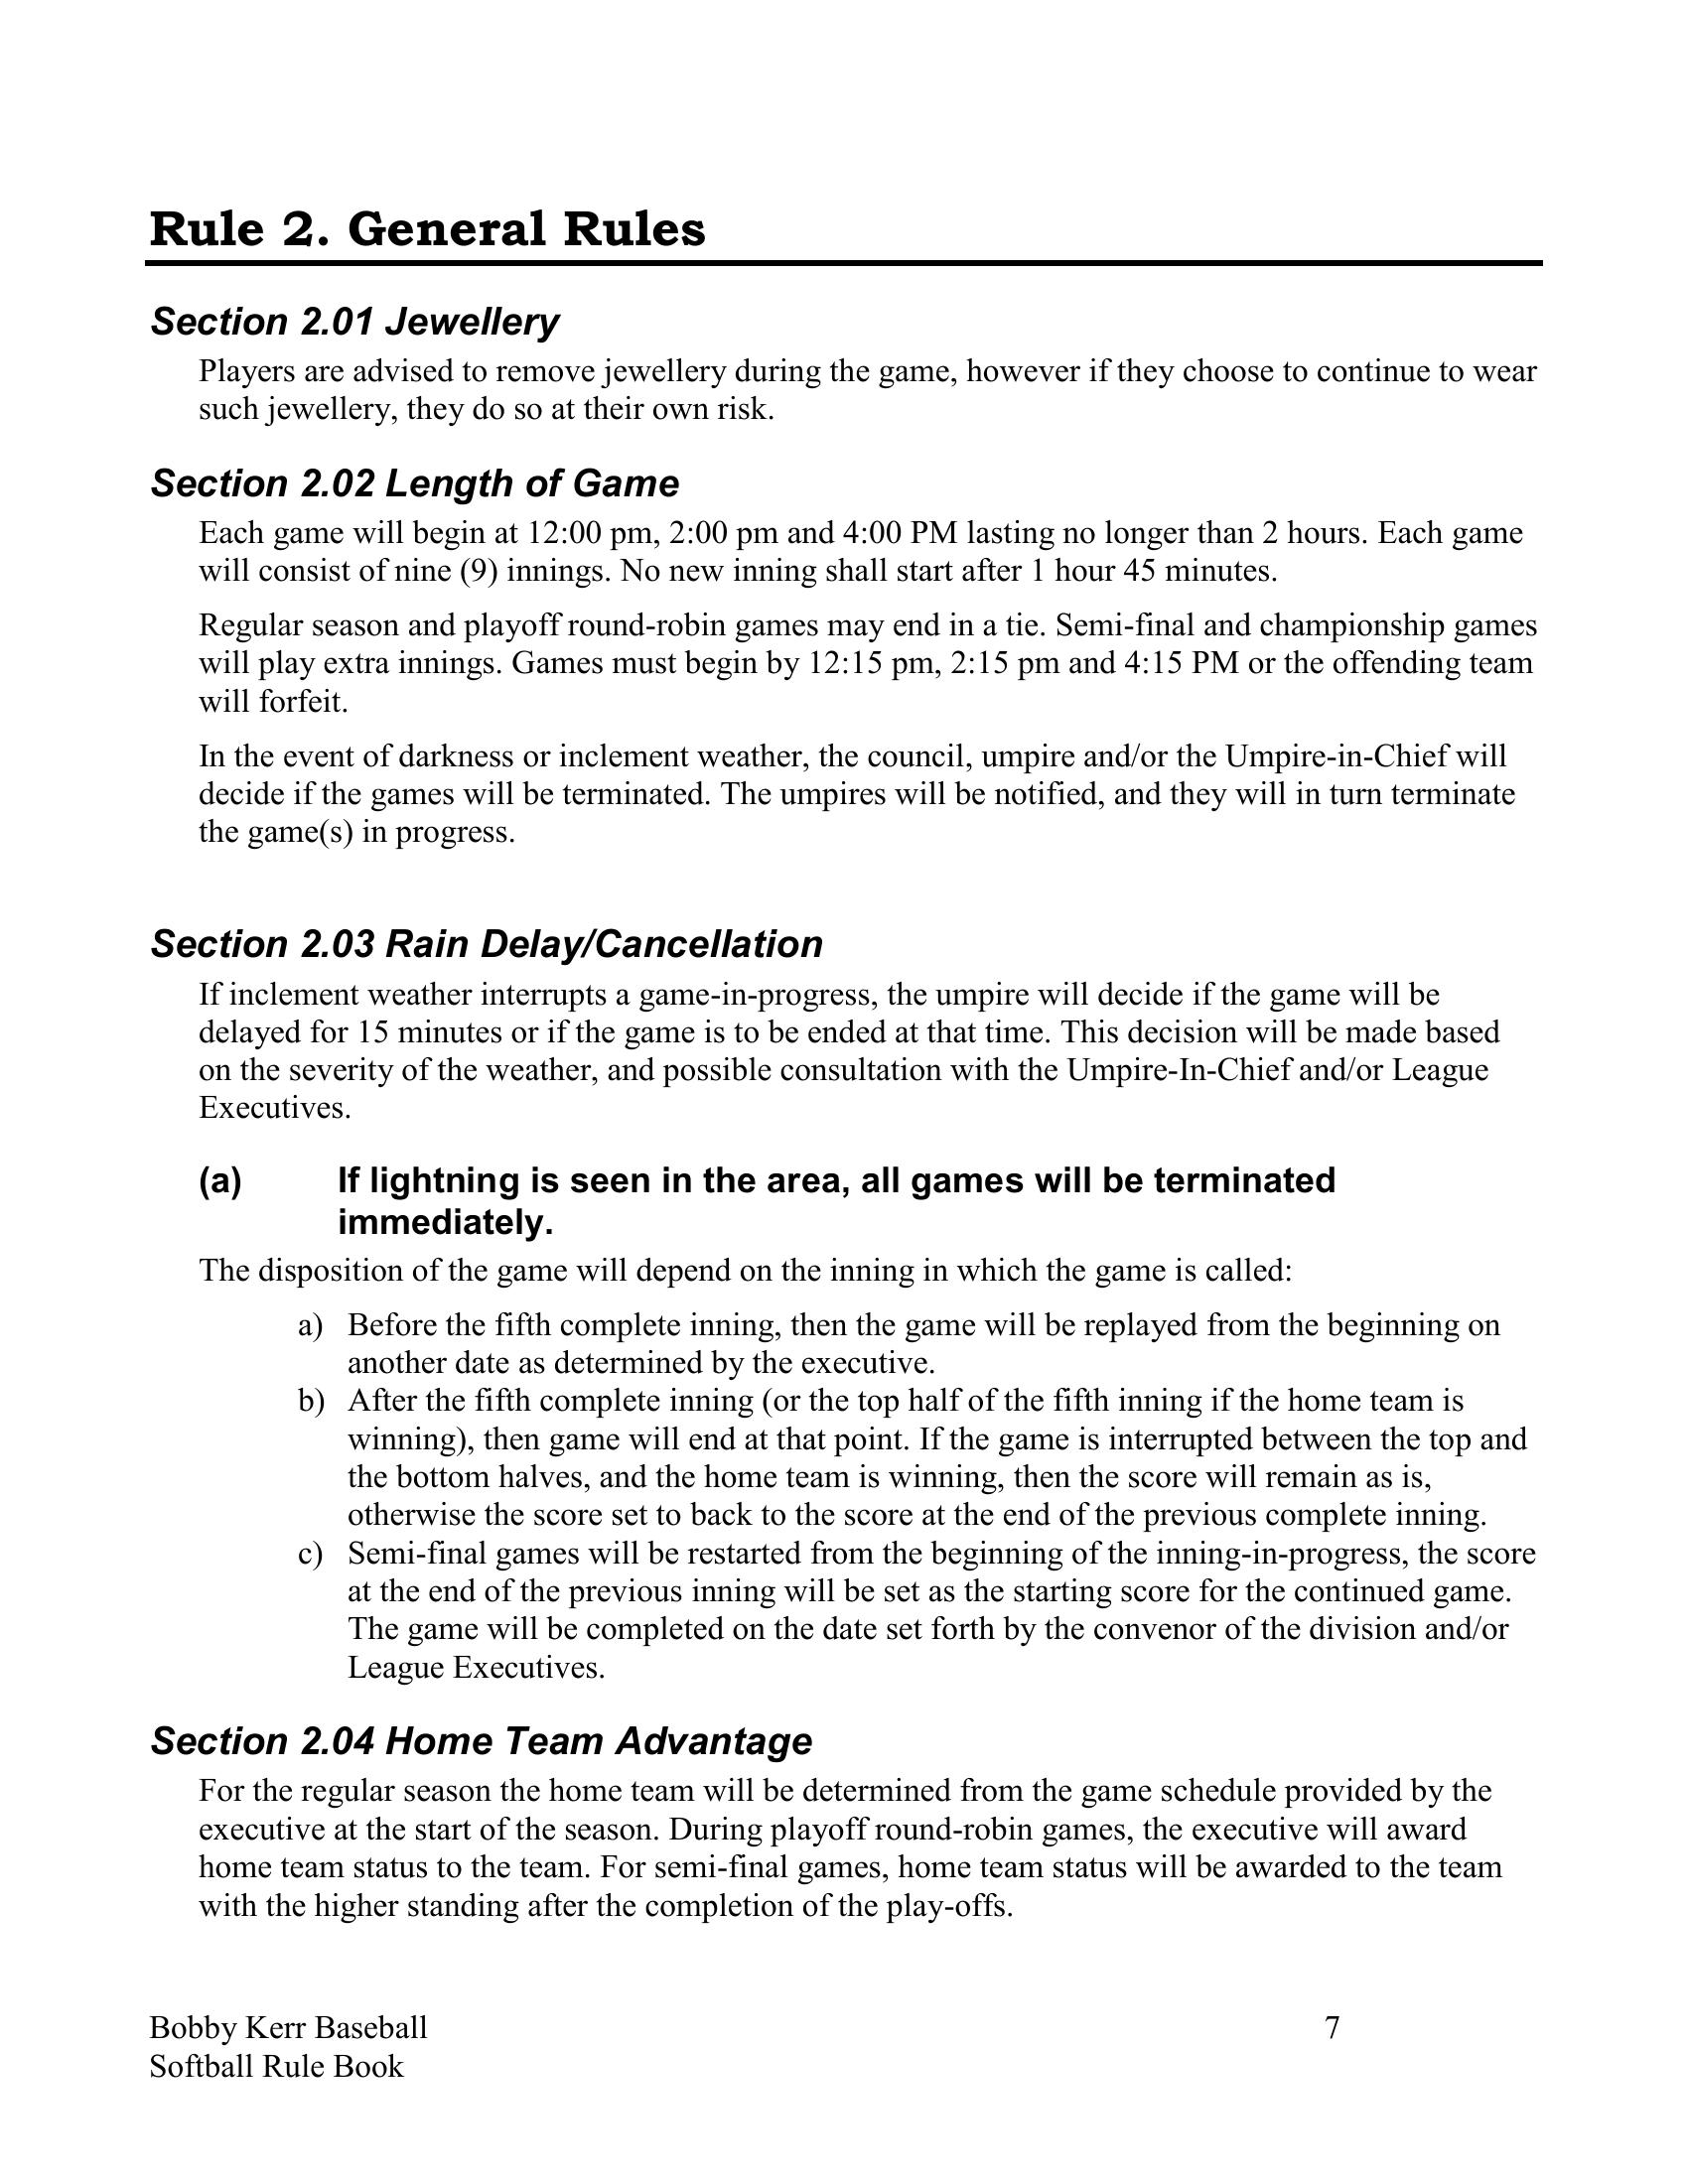 Rule 2. General Rules
Section 2.01 Jewellery
Players are advised to remove jewellery during the game, however if they choose to continue to wear
such jewellery, they do so at their own risk.
Section 2.02 Length of Game
Each game will begin at 12:00 pm, 2:00 pm and 4:00 PM lasting no longer than 2 hours. Each game
will consist of nine (9) innings. No new inning shall start after 1 hour 45 minutes.
Regular season and playoff round-robin games may end in a tie. Semi-final and championship games
will play extra innings. Games must begin by 12:15 pm, 2:15 pm and 4:15 PM or the offending team
will forfeit.
In the event of darkness or inclement weather, the council, umpire and/or the Umpire-in-Chief will
decide if the games will be terminated. The umpires will be notified, and they will in turn terminate
the game(s) in progress.
Section 2.03 Rain Delay/Cancellation
If inclement weather interrupts a game-in-progress, the umpire will decide if the game will be
delayed for 15 minutes or if the game is to be ended at that time. This decision will be made based
on the severity of the weather, and possible consultation with the Umpire-In-Chief and/or League
Executives.
(a) If lightning is seen in the area, all games will be terminated
immediately.
The disposition of the game will depend on the inning in which the game is called:
a) Before the fifth complete inning, then the game will be replayed from the beginning on
another date as determined by the executive.
b) After the fifth complete inning (or the top half of the fifth inning if the home team is
winning), then game will end at that point. If the game is interrupted between the top and
the bottom halves, and the home team is winning, then the score will remain as is,
otherwise the score set to back to the score at the end of the previous complete inning.
c) Semi-final games will be restarted from the beginning of the inning-in-progress, the score
at the end of the previous inning will be set as the starting score for the continued game.
The game will be completed on the date set forth by the convenor of the division and/or
League Executives.
Section 2.04 Home Team Advantage
For the regular season the home team will be determined from the game schedule provided by the
executive at the start of the season. During playoff round-robin games, the executive will award
home team status to the team. For semi-final games, home team status will be awarded to the team
with the higher standing after the completion of the play-offs.
Bobby Kerr Baseball 7
Softball Rule Book